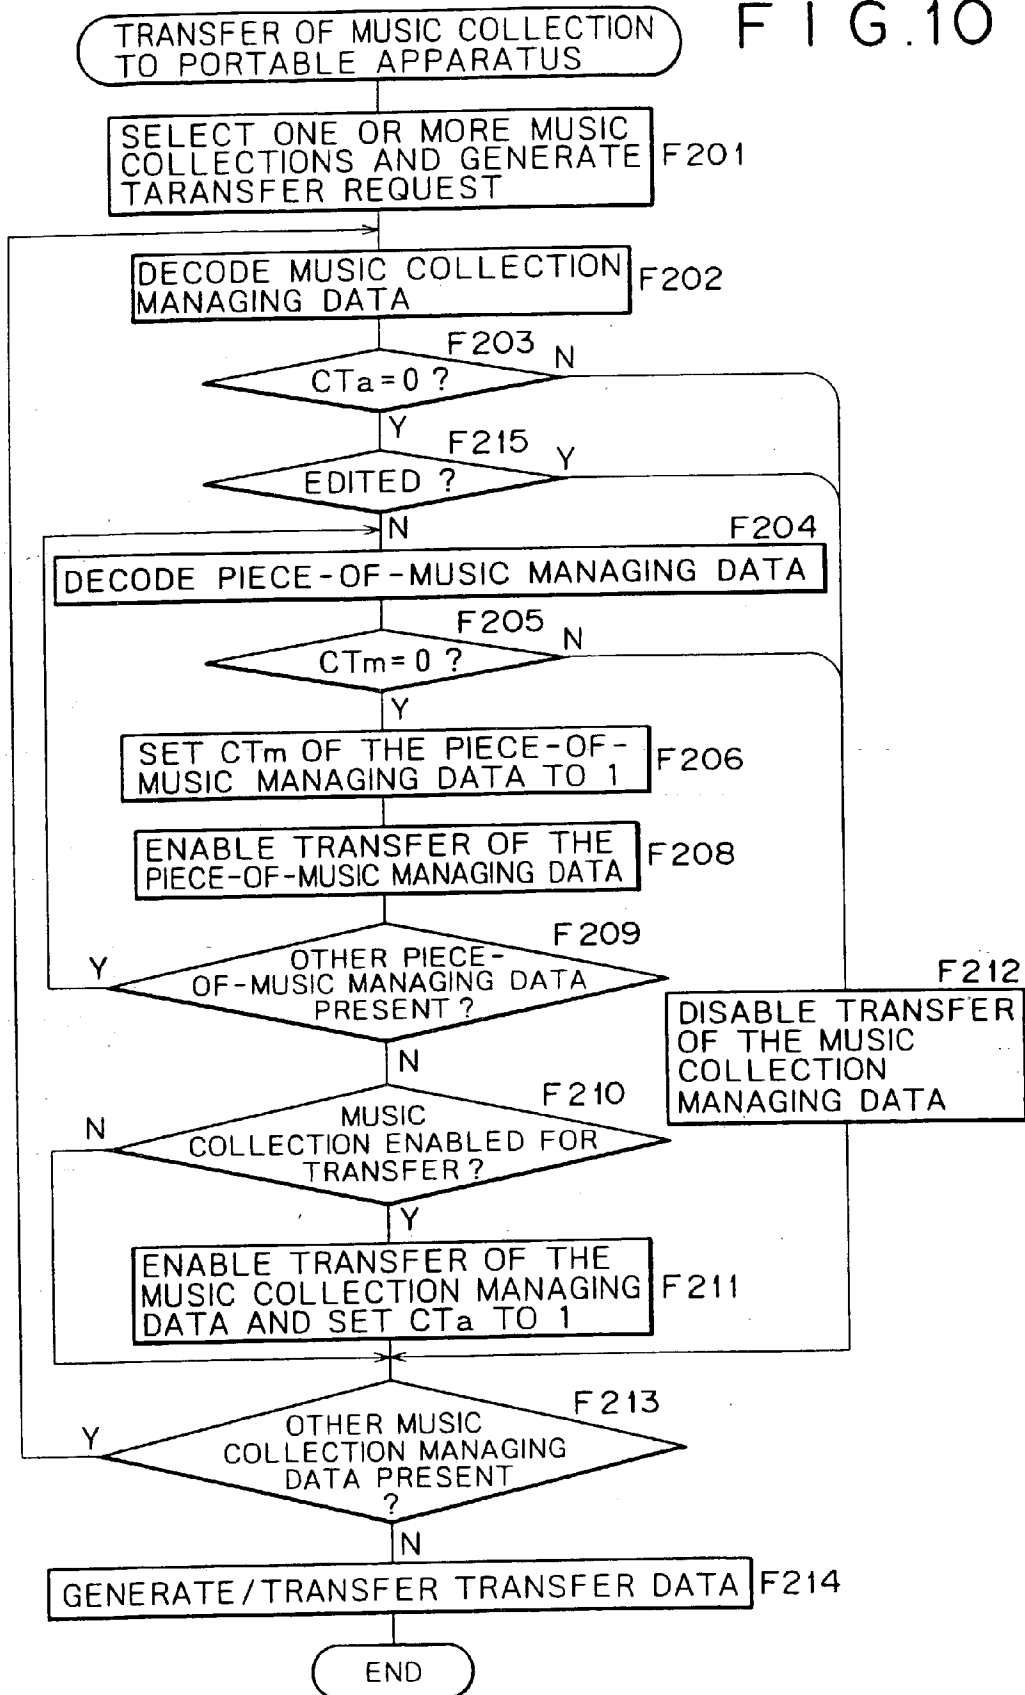 F I G.10
TRANSFER OF MUSIC COLLECTION
TO PORTABLE APPARATUS
SELECT ONE OR MORE MUSIC
COLLECTIONS AND GENERATE
TARANSFER REQUEST
F201
DECODE MUSIC COLLECTION
MANAGING DATA
F202
F203
CTa=0 ?
N
Y
F215
EDITED ?
Y
N
F204
DECODE PIECE-OF-MUSIC MANAGING DATA
F205
CTm=0 ?
N
Y
SET CTm OF THE PIECE-OF-
MUSIC MANAGING DATA TO 1
F206
ENABLE TRANSFER OF THE
PIECE-OF-MUSIC MANAGING DATA
F208
F209
OTHER PIECE-
OF-MUSIC MANAGING DATA
PRESENT ?
Y
N
F212
DISABLE TRANSFER
OF THE MUSIC
COLLECTION
MANAGING DATA
F210
MUSIC
COLLECTION ENABLED FOR
TRANSFER ?
N
Y
ENABLE TRANSFER OF THE
MUSIC COLLECTION MANAGING
DATA AND SET CTa TO 1
F211
F213
OTHER MUSIC
COLLECTION MANAGING
DATA PRESENT
?
Y
N
GENERATE/TRANSFER TRANSFER DATA
F214
END